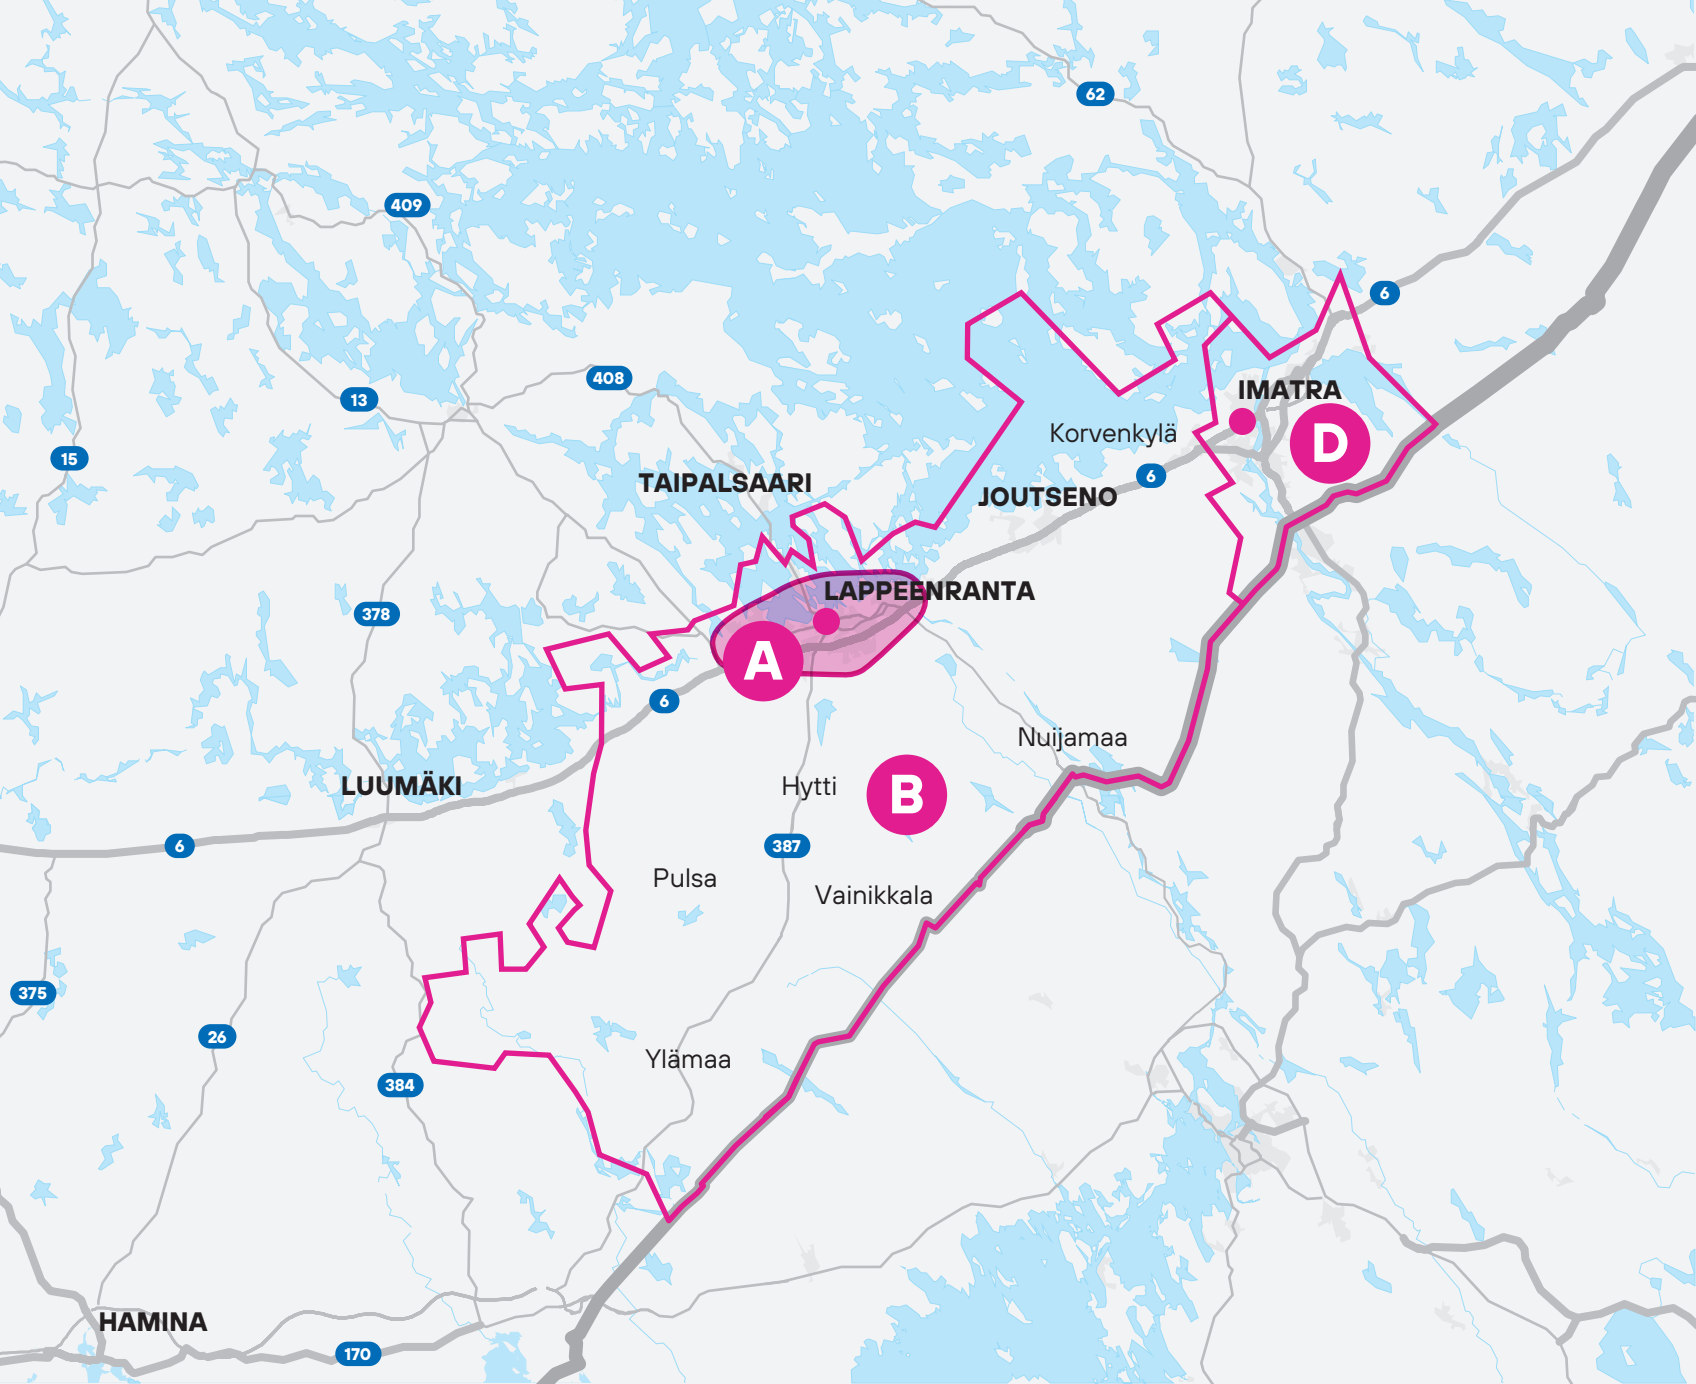 62
409
6
408
IMATRA
13
Korvenkylä
D
15
6
TAIPALSAARI
JOUTSENO
LAPPEENRANTA
378
A
6
Nuijamaa
LUUMÄKI
Hytti
B
6
387
Pulsa
Vainikkala
375
26
Ylämaa
384
HAMINA
170